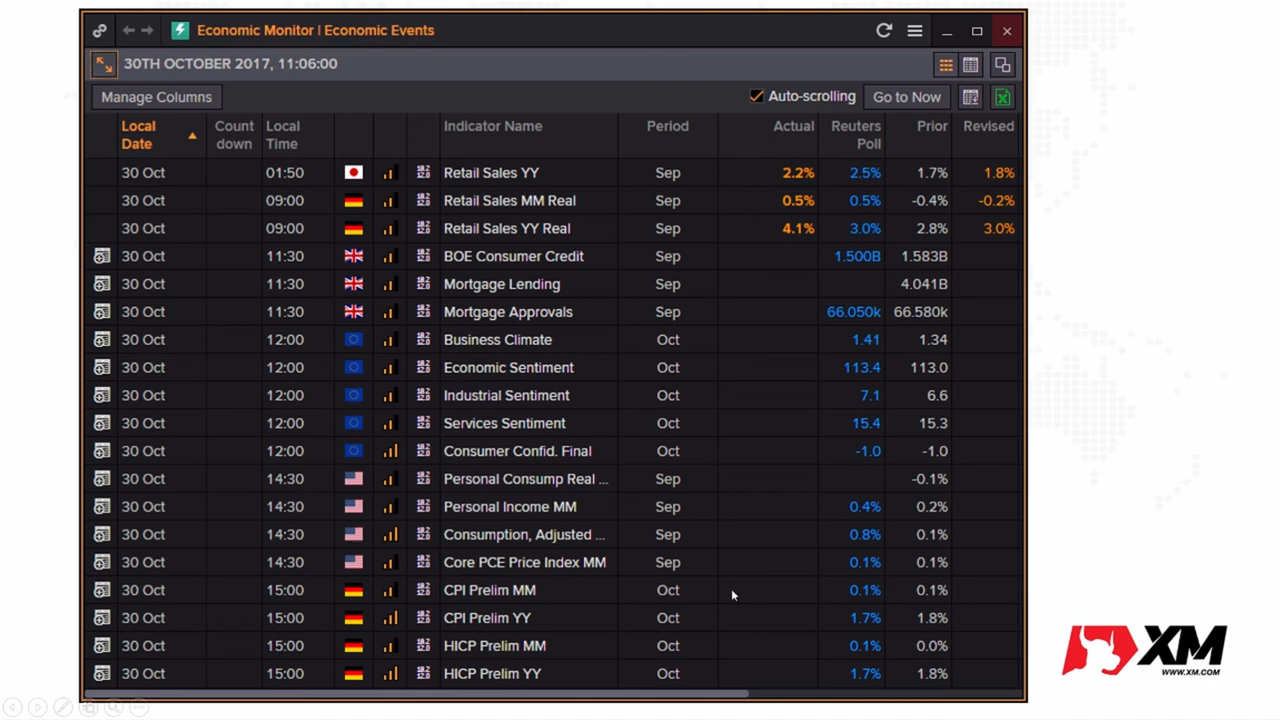 Economic Monitor | Economic Events
30TH OCTOBER 2017, 11:06:00
Manage Columns Auto-scrolling Go to Now
Local Date Count down Local Time Indicator Name Period Actual Reuters Poll Prior Revised
30 Oct 01:50 Retail Sales YY Sep 2.2% 2.5% 1.7% 1.8%
30 Oct 09:00 Retail Sales MM Real Sep 0.5% 0.5% -0.4% -0.2%
30 Oct 09:00 Retail Sales YY Real Sep 4.1% 3.0% 2.8% 3.0%
30 Oct 11:30 BOE Consumer Credit Sep 1.500B 1.583B
30 Oct 11:30 Mortgage Lending Sep 4.041B
30 Oct 11:30 Mortgage Approvals Sep 66.050k 66.580k
30 Oct 12:00 Business Climate Oct 1.41 1.34
30 Oct 12:00 Economic Sentiment Oct 113.4 113.0
30 Oct 12:00 Industrial Sentiment Oct 7.1 6.6
30 Oct 12:00 Services Sentiment Oct 15.4 15.3
30 Oct 12:00 Consumer Confid. Final Oct -1.0 -1.0
30 Oct 14:30 Personal Consump Real ... Sep -0.1%
30 Oct 14:30 Personal Income MM Sep 0.4% 0.2%
30 Oct 14:30 Consumption, Adjusted ... Sep 0.8% 0.1%
30 Oct 14:30 Core PCE Price Index MM Sep 0.1% 0.1%
30 Oct 15:00 CPI Prelim MM Oct 0.1% 0.1%
30 Oct 15:00 CPI Prelim YY Oct 1.7% 1.8%
30 Oct 15:00 HICP Prelim MM Oct 0.1% 0.0%
30 Oct 15:00 HICP Prelim YY Oct 1.7% 1.8%
XM
WWW.XM.COM